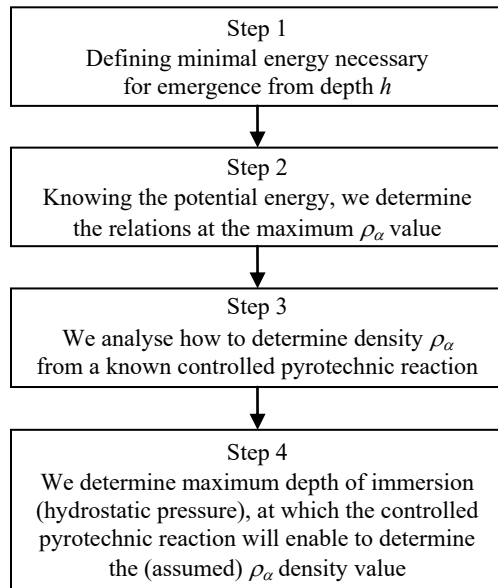 Step 1
Defining minimal energy necessary
for emergence from depth h
Step 2
Knowing the potential energy, we determine
the relations at the maximum ρα value
Step 3
We analyse how to determine density ρα
from a known controlled pyrotechnic reaction
Step 4
We determine maximum depth of immersion
(hydrostatic pressure), at which the controlled
pyrotechnic reaction will enable to determine
the (assumed) ρα density value